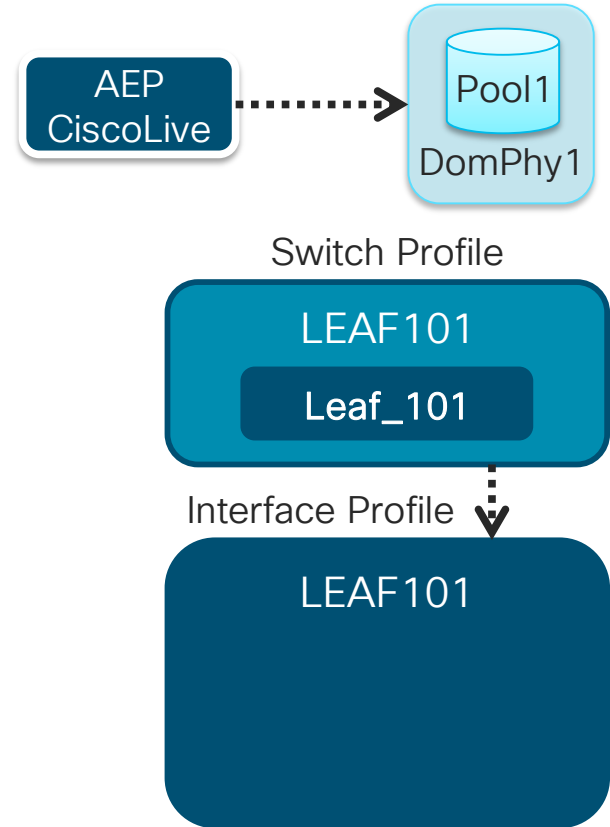 AEP
CiscoLive
Pool1
DomPhy1
Switch Profile
LEAF101
Leaf_101
Interface Profile
LEAF101